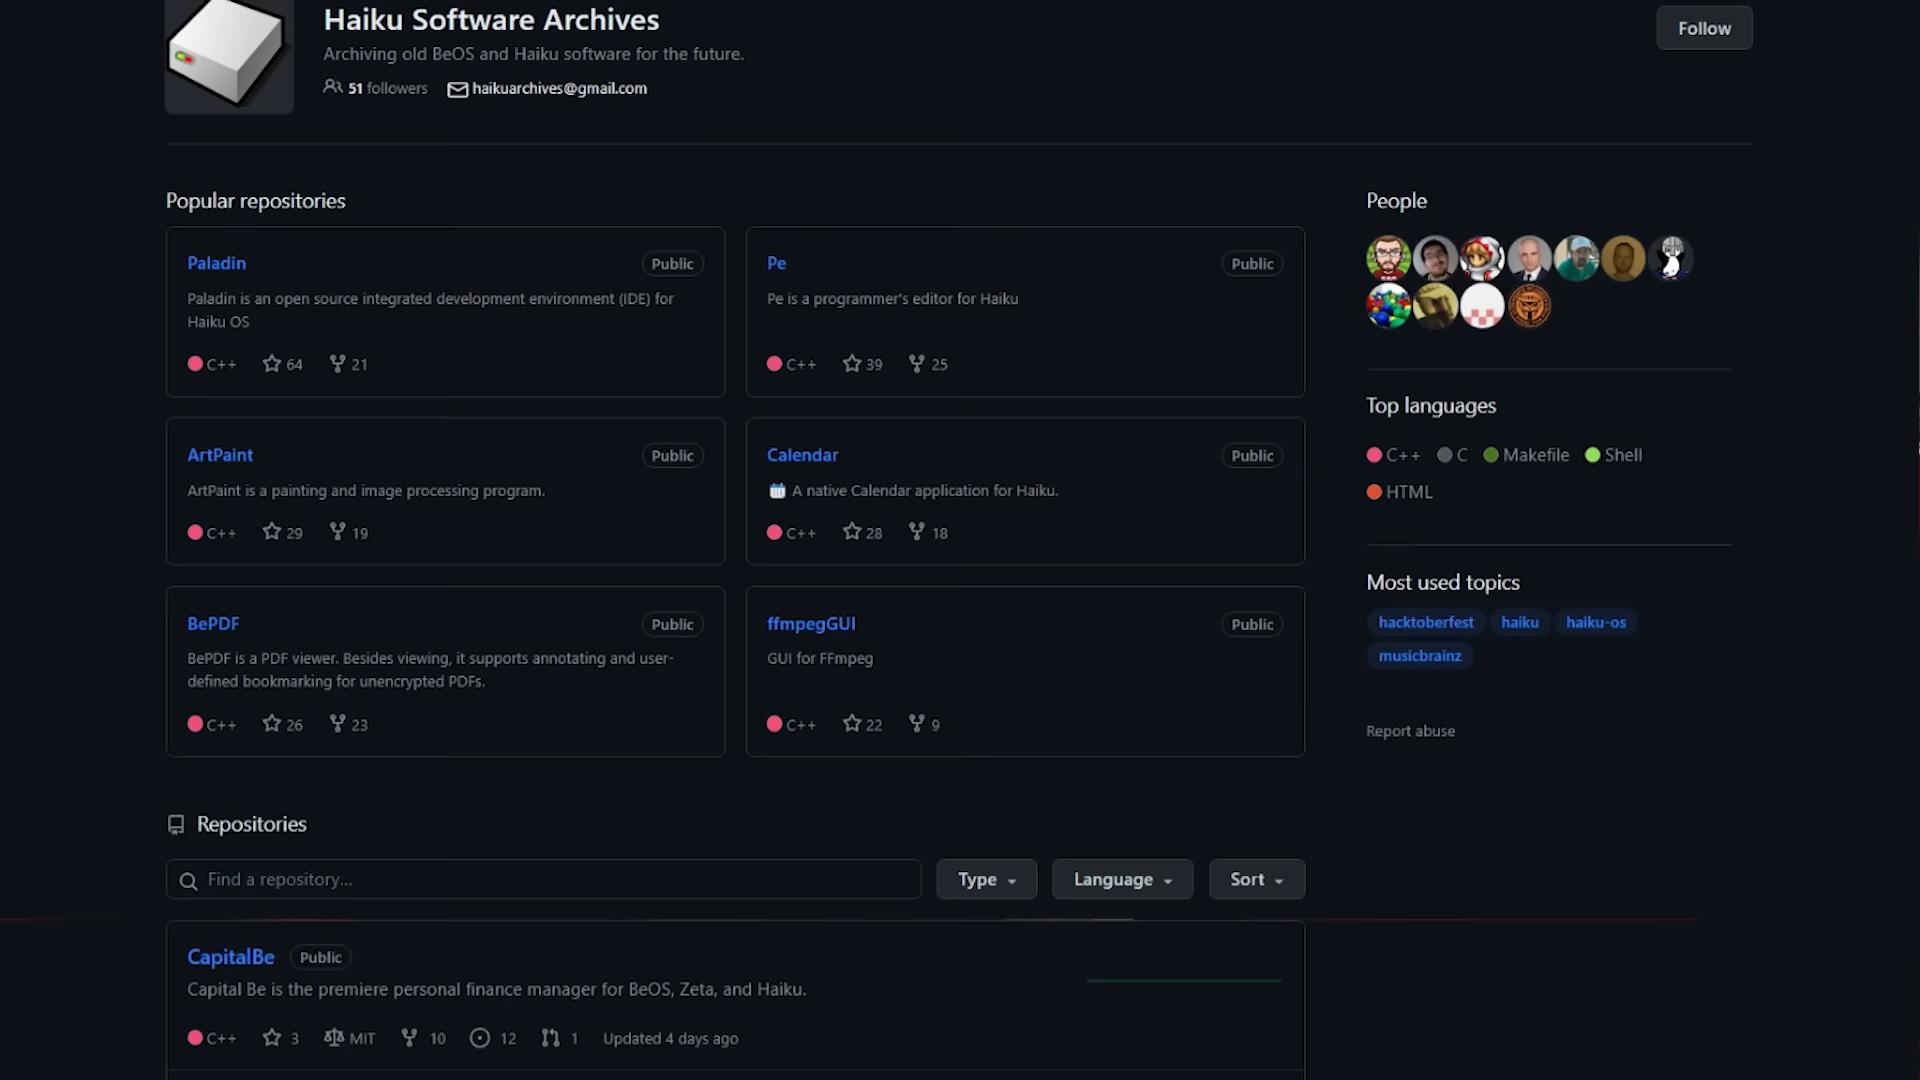 Haiku Software Archives
Follow
Archiving old BeOS and Haiku software for the future.
51 followers haikuarchives@gmail.com
Popular repositories
Paladin Public
Paladin is an open source integrated development environment (IDE) for
Haiku OS
C++ 64 21
Pe Public
Pe is a programmer's editor for Haiku
C++ 39 25
ArtPaint Public
ArtPaint is a painting and image processing program.
C++ 29 19
Calendar Public
A native Calendar application for Haiku.
C++ 28 18
BePDF Public
BePDF is a PDF viewer. Besides viewing, it supports annotating and user-
defined bookmarking for unencrypted PDFs.
C++ 26 23
ffmpegGUI Public
GUI for FFmpeg
C++ 22 9
People
Top languages
C++ C Makefile Shell
HTML
Most used topics
hacktoberfest haiku haiku-os
musicbrainz
Report abuse
Repositories
Find a repository... Type Language Sort
CapitalBe Public
Capital Be is the premiere personal finance manager for BeOS, Zeta, and Haiku.
C++ 3 MIT 10 12 1 Updated 4 days ago